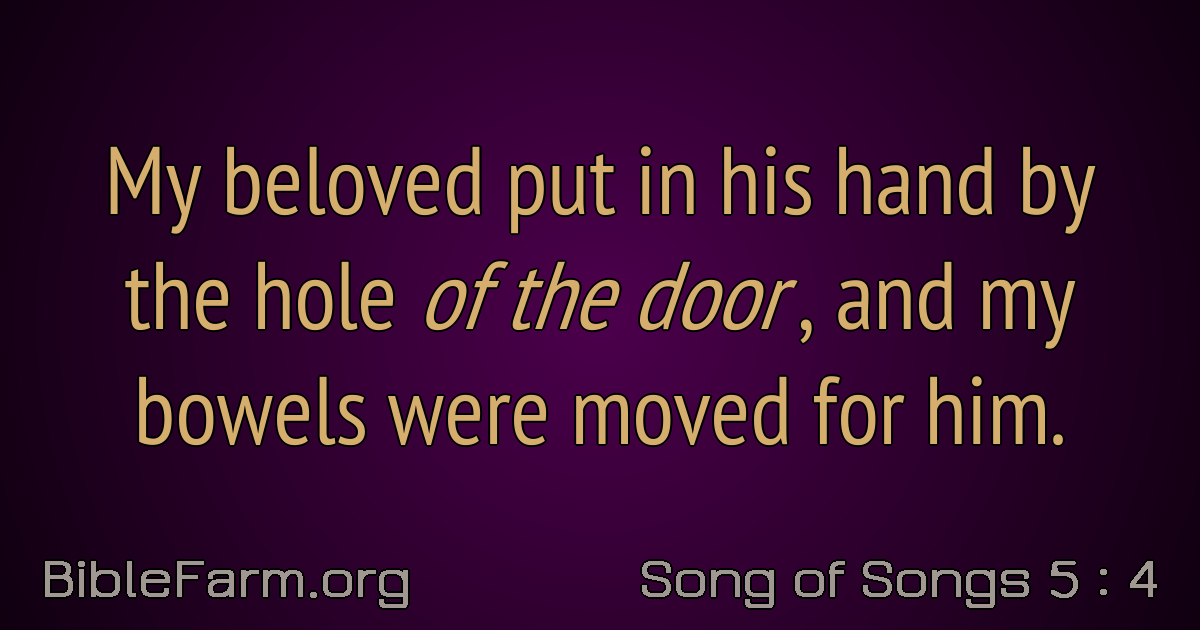 My beloved put in his hand by
the hole of the door, and my
bowels were moved for him.
BibleFarm.org
Song of Songs 5 : 4